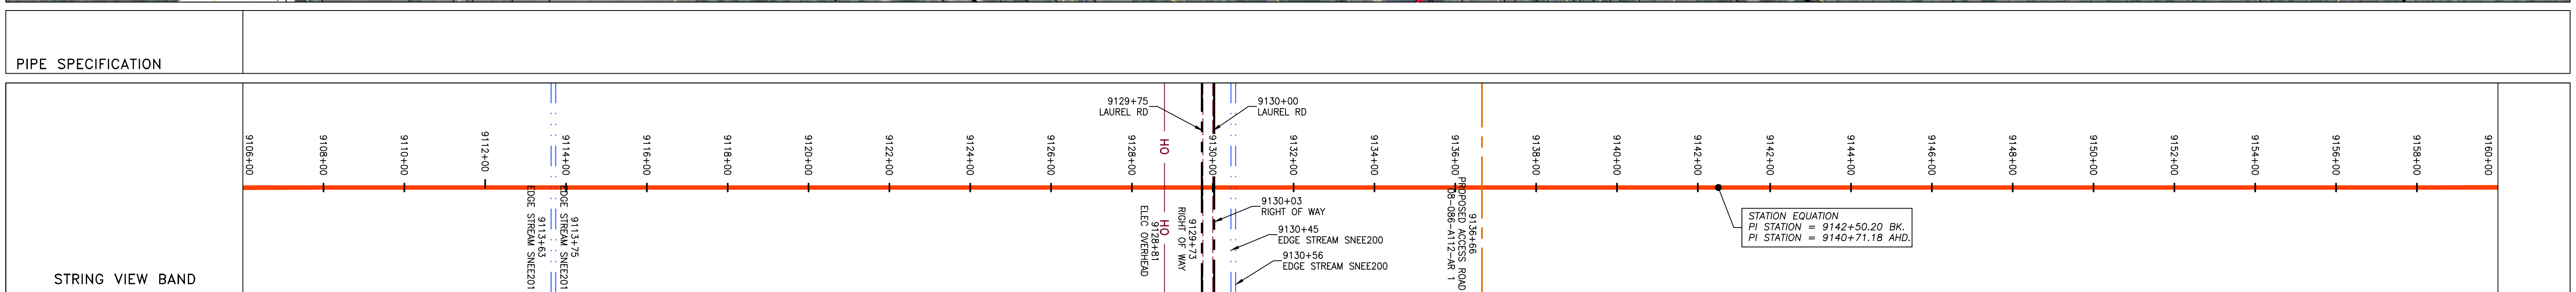 PIPE SPECIFICATION
9129+75
LAUREL RD
9130+00
LAUREL RD
9106+00
9108+00
9110+00
9112+00
9114+00
9116+00
9118+00
9120+00
9122+00
9124+00
9126+00
9128+00
9130+00
9132+00
9134+00
9136+00
9138+00
9140+00
9142+00
9142+00
9144+00
9146+00
9148+00
9150+00
9152+00
9154+00
9156+00
9158+00
9160+00
HO
HO
9113+63
EDGE STREAM SNEE201
9113+75
EDGE STREAM SNEE201
9128+81
ELEC OVERHEAD
9129+73
RIGHT OF WAY
9130+03
RIGHT OF WAY
9130+45
EDGE STREAM SNEE200
9130+56
EDGE STREAM SNEE200
9136+66
PROPOSED ACCESS ROAD
08-086-A112-AR 1
STATION EQUATION
PI STATION = 9142+50.20 BK.
PI STATION = 9140+71.18 AHD.
STRING VIEW BAND